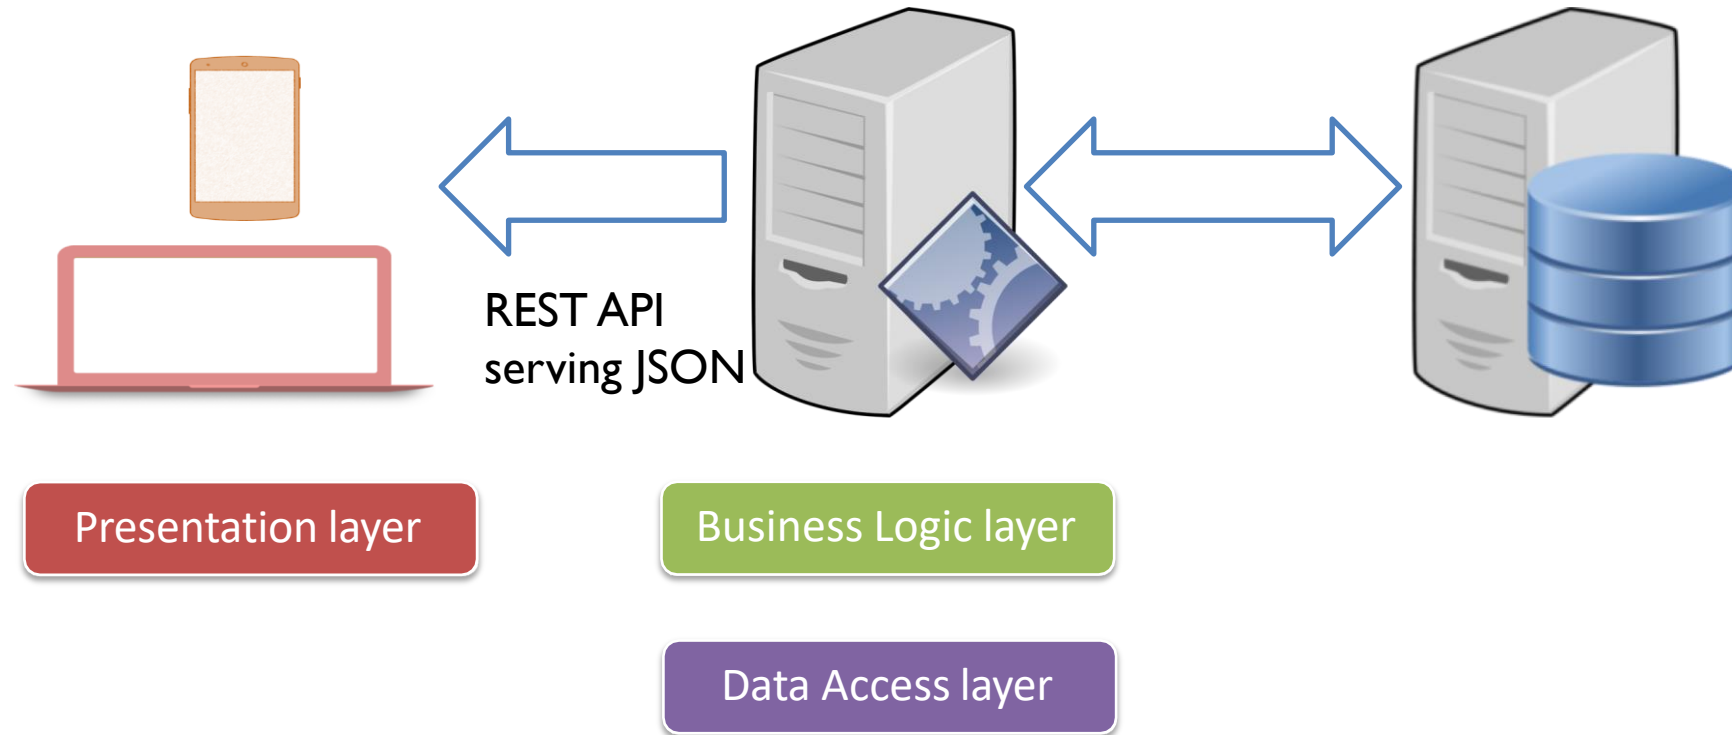 REST API
serving JSON
Presentation layer
Business Logic layer
Data Access layer